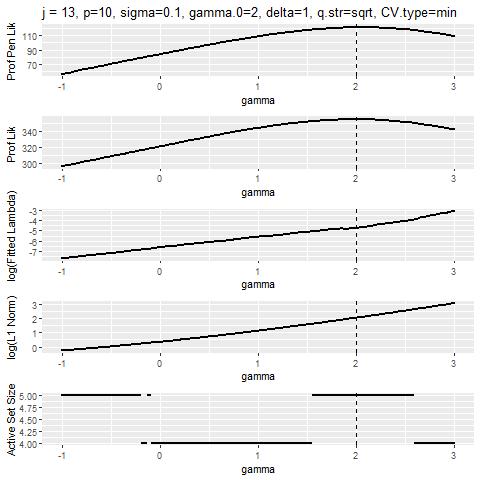 j = 13, p=10, sigma=0.1, gamma.0=2, delta=1, q.str=sqrt, CV.type=min
Prof Pen Lik
110
90
70
-1 0 1 2 3
gamma
Prof Lik
340
320
300
-1 0 1 2 3
gamma
log(Fitted Lambda)
-3
-4
-5
-6
-7
-1 0 1 2 3
gamma
log(L1 Norm)
3
2
1
0
-1 0 1 2 3
gamma
Active Set Size
5.00
4.75
4.50
4.25
4.00
-1 0 1 2 3
gamma